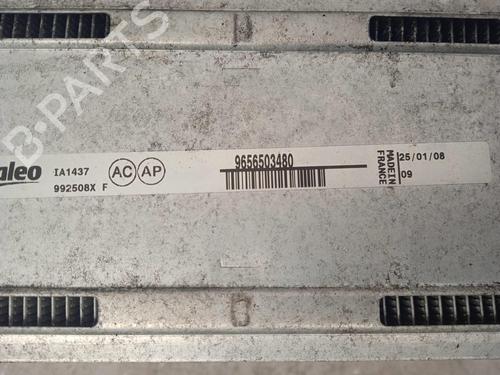 B-PARTS
aleo
IA1437
992508X F
AC
AP
9656503480
MADE IN
FRANCE
25/01/08
09